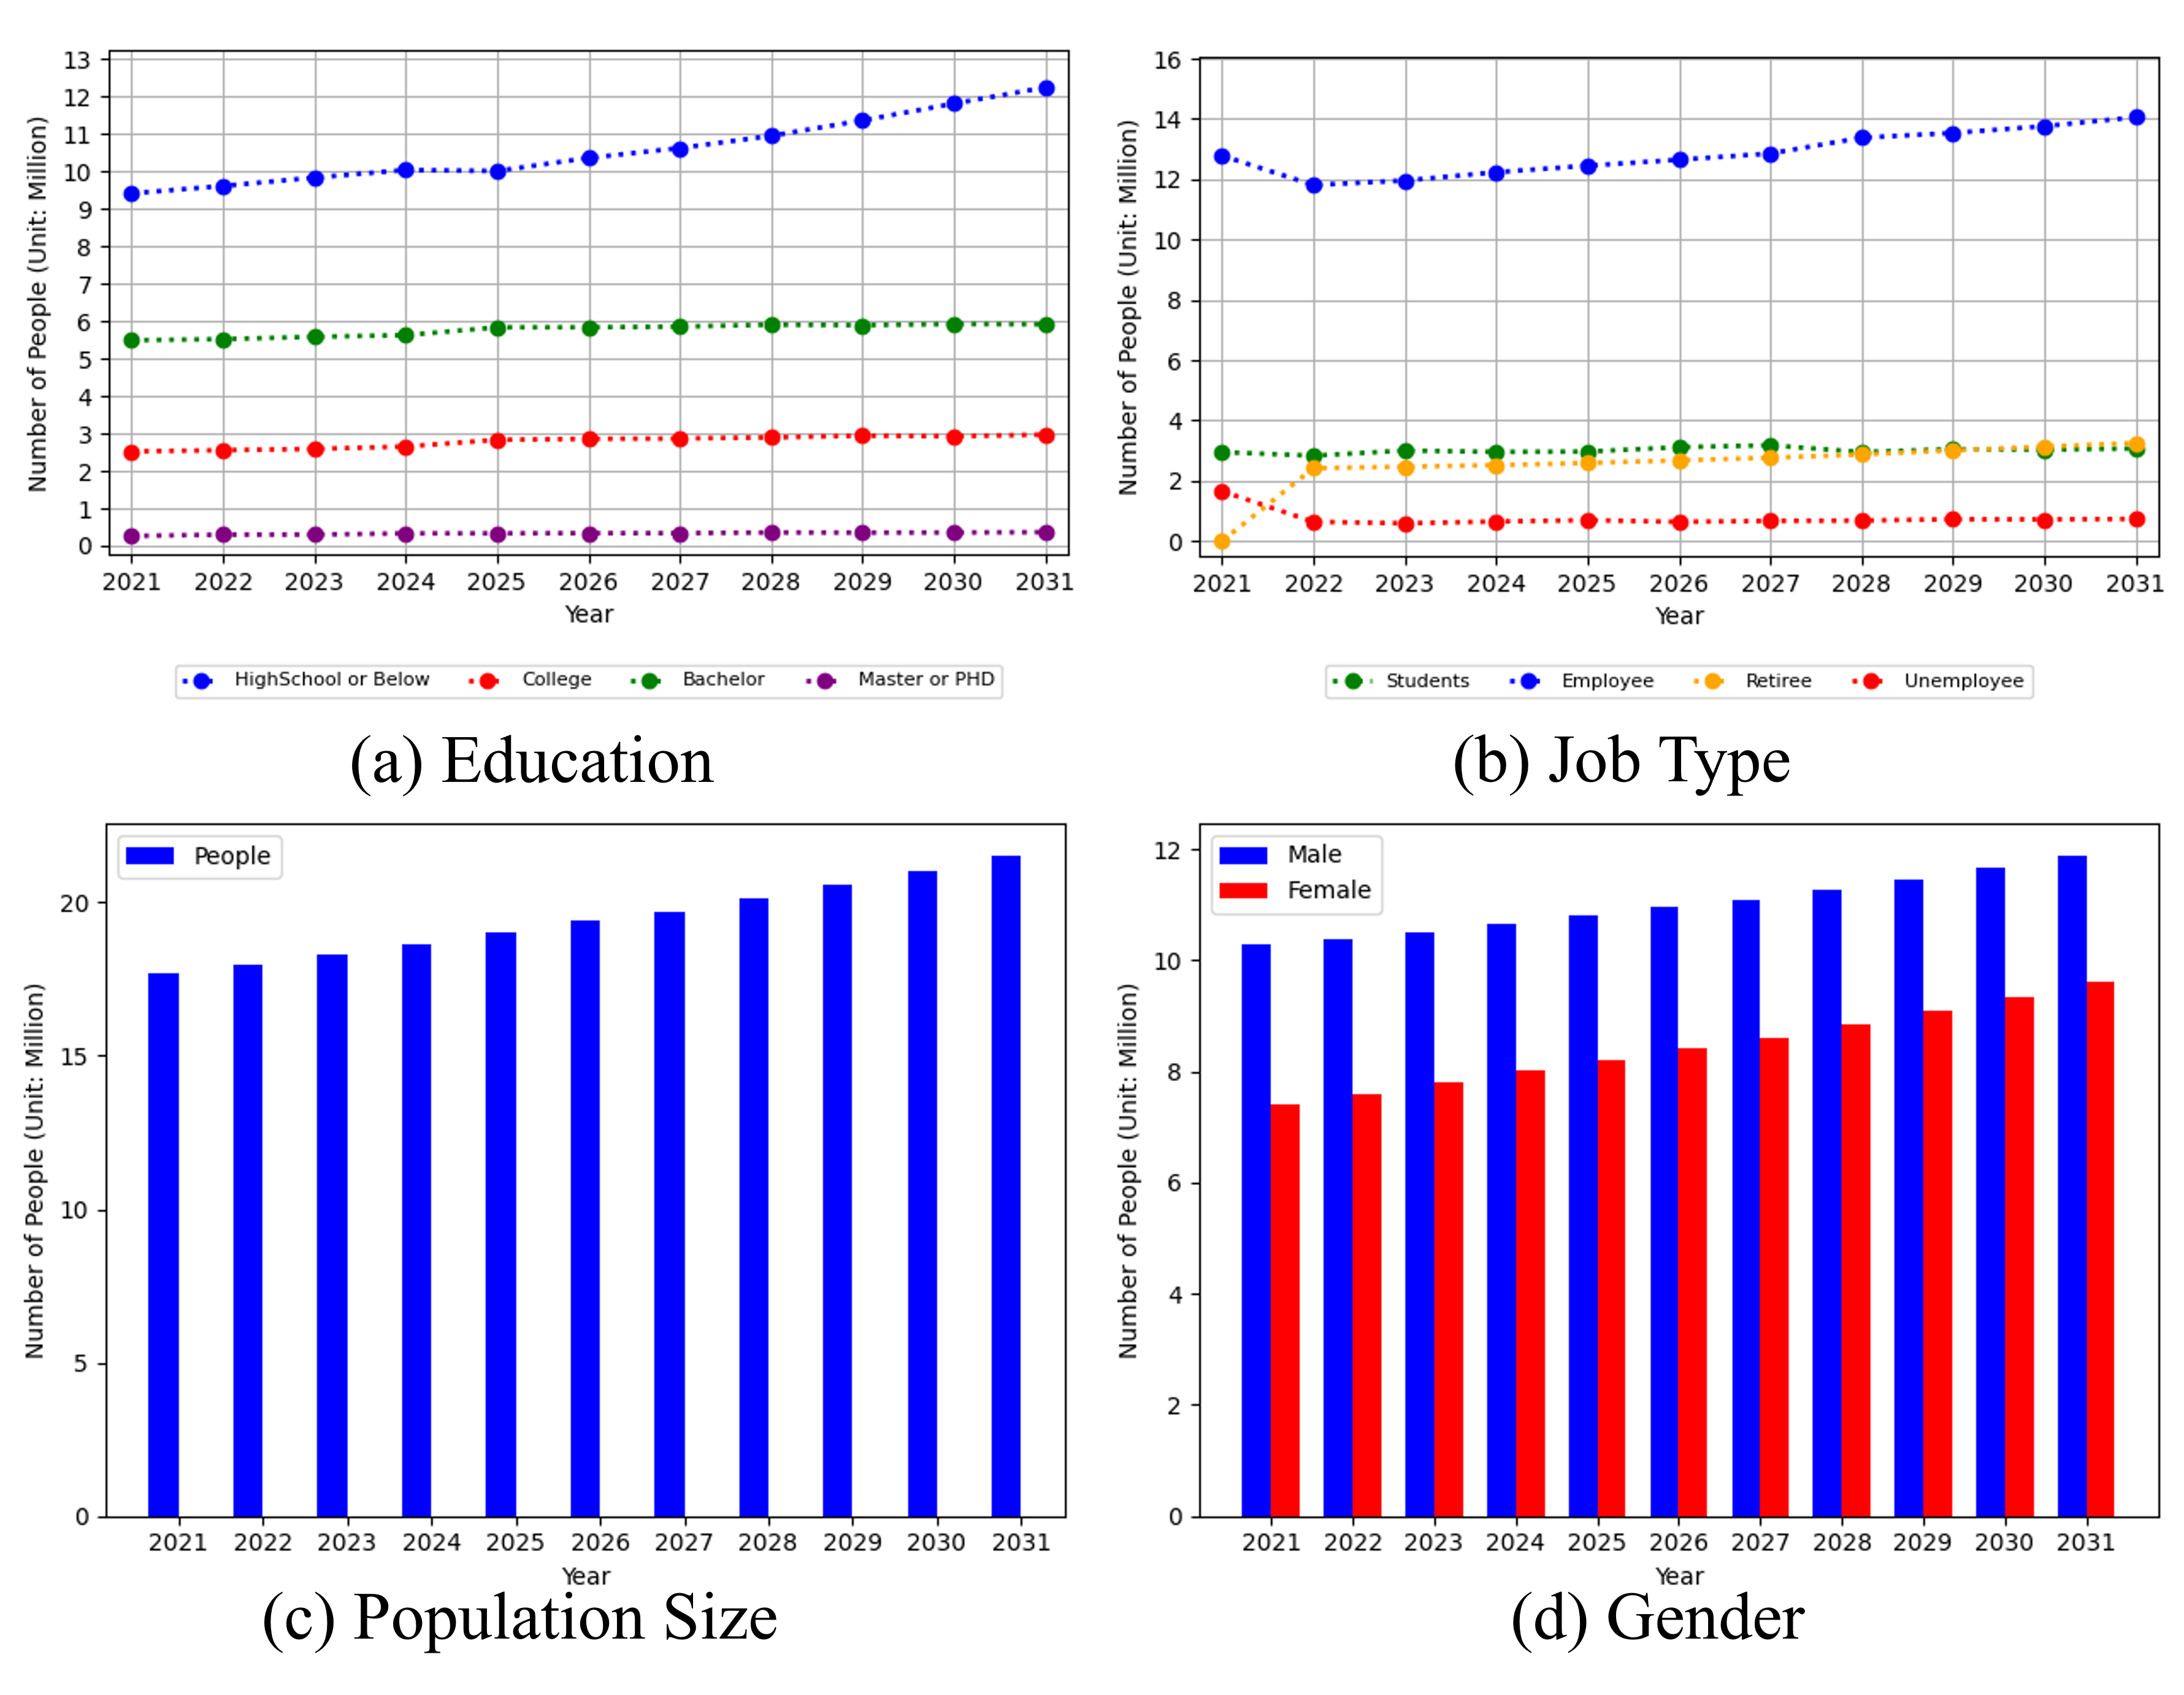 13
12
11
10
9
8
7
6
5
4
3
2
1
0
Number of People (Unit: Million)
2021 2022 2023 2024 2025 2026 2027 2028 2029 2030 2031
Year
HighSchool or Below College Bachelor Master or PHD
(a) Education
16
14
12
10
8
6
4
2
0
Number of People (Unit: Million)
2021 2022 2023 2024 2025 2026 2027 2028 2029 2030 2031
Year
Students Employee Retiree Unemployee
(b) Job Type
People
20
15
10
5
0
Number of People (Unit: Million)
2021 2022 2023 2024 2025 2026 2027 2028 2029 2030 2031
Year
(c) Population Size
Male
Female
12
10
8
6
4
2
0
Number of People (Unit: Million)
2021 2022 2023 2024 2025 2026 2027 2028 2029 2030 2031
Year
(d) Gender